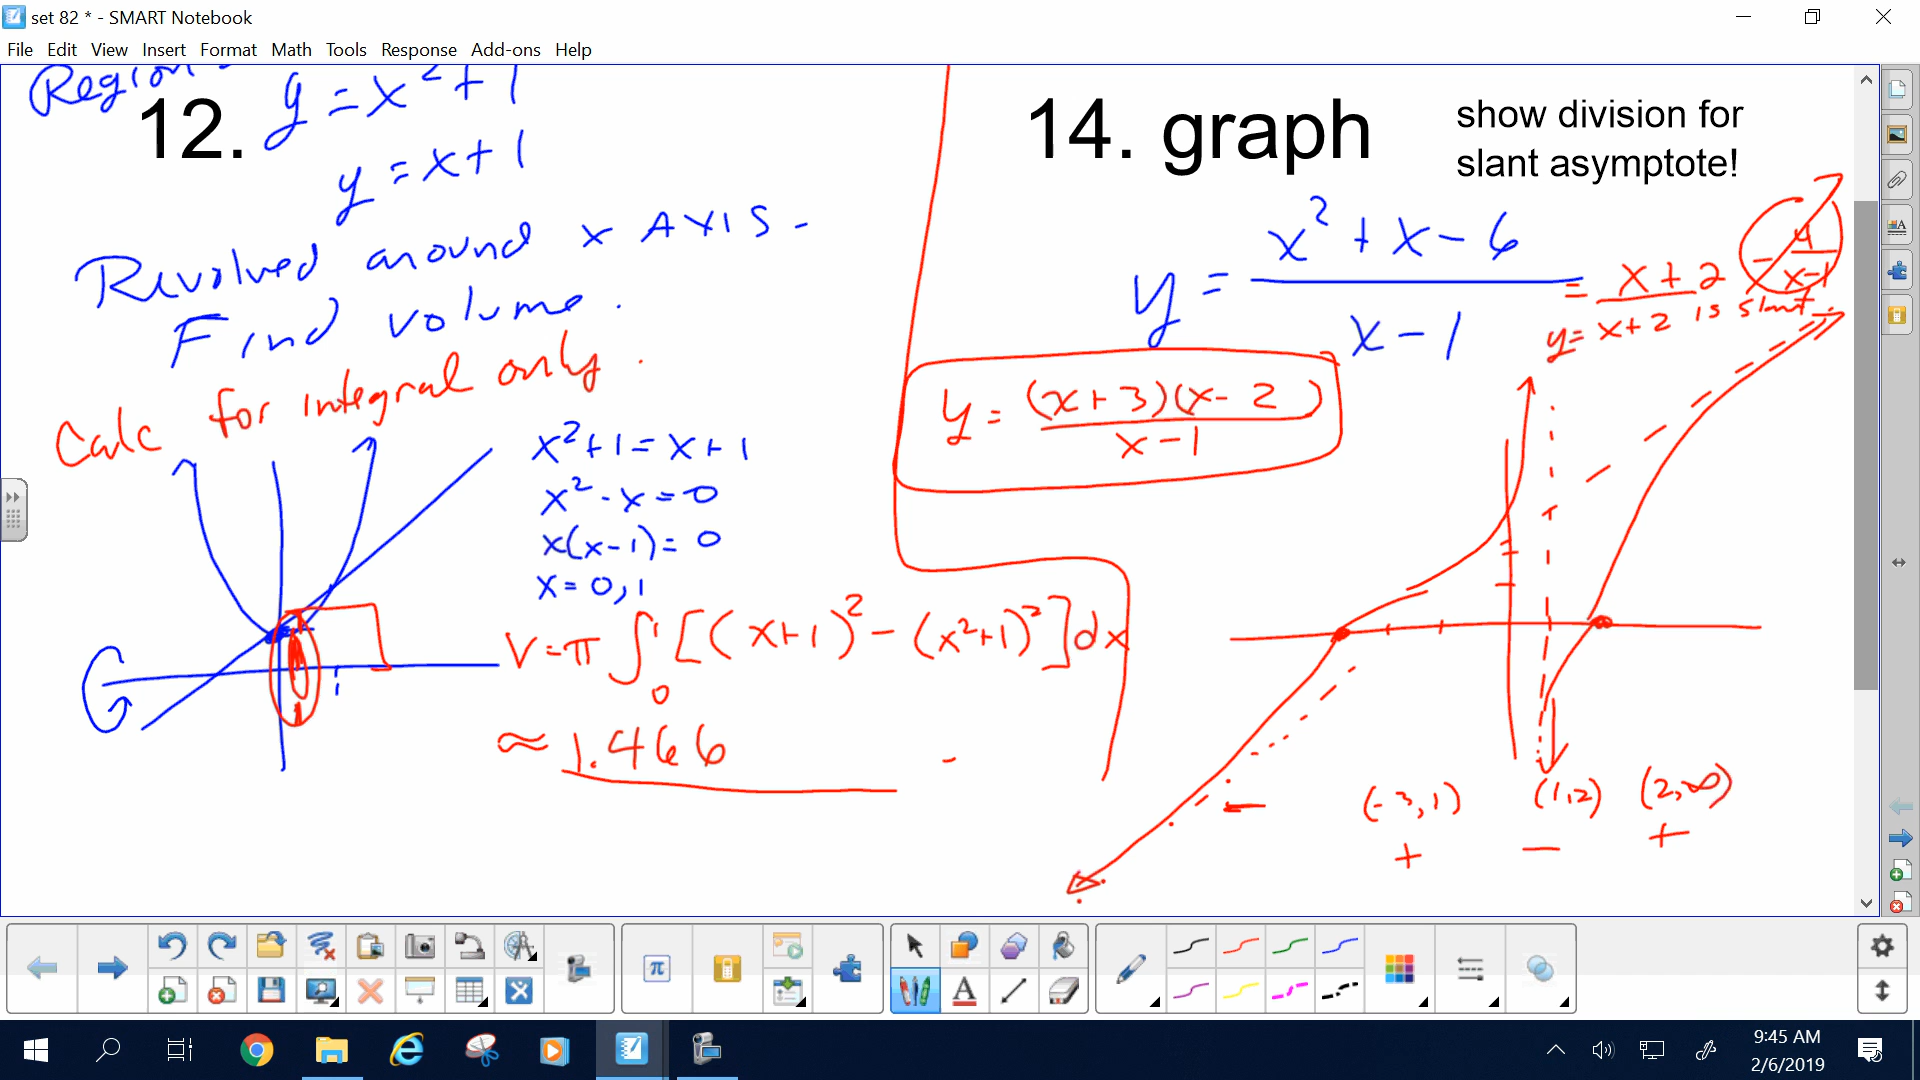 set 82 * - SMART Notebook
File Edit View Insert Format Math Tools Response Add-ons Help
Region
12. y = x² + 1
y = x + 1
Revolved around x AXIS -
Find volume.
Calc for integral only.
x² + 1 = x + 1
x² - x = 0
x(x-1) = 0
x = 0, 1
1
V = π ∫₀¹ [(x+1)² - (x²+1)²] dx
≈ 1.466
14. graph
show division for
slant asymptote!
y = (x² + x - 6)/(x - 1) = x + 2 - 4/(x-1)
y = x + 2 is slant.
y = (x+3)(x-2)/(x-1)
- (-3, 1) (1, 2) (2, ∞)
+ - +
π
A
9:45 AM
2/6/2019